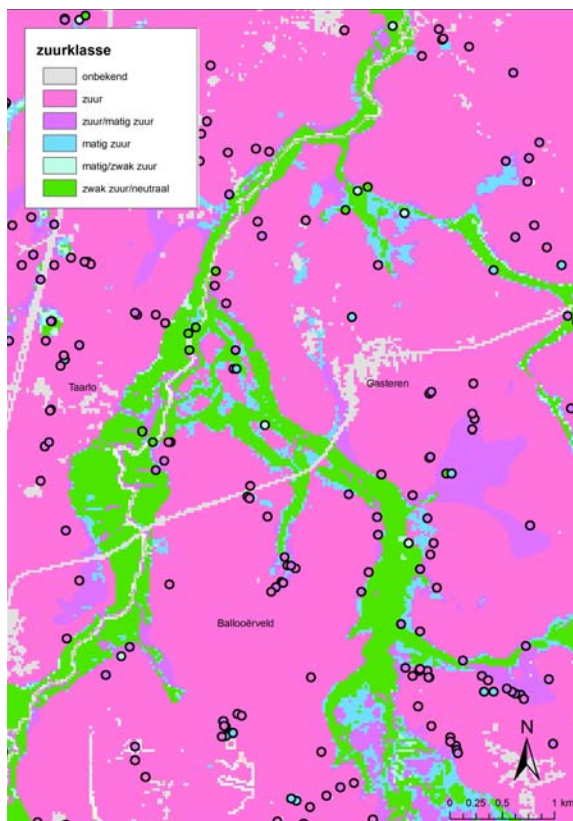 zuurklasse
onbekend
zuur
zuur/matig zuur
matig zuur
matig/zwak zuur
zwak zuur/neutraal
Taarlo
Gasteren
Ballooërveld
N
0 0.25 0.5 1 km